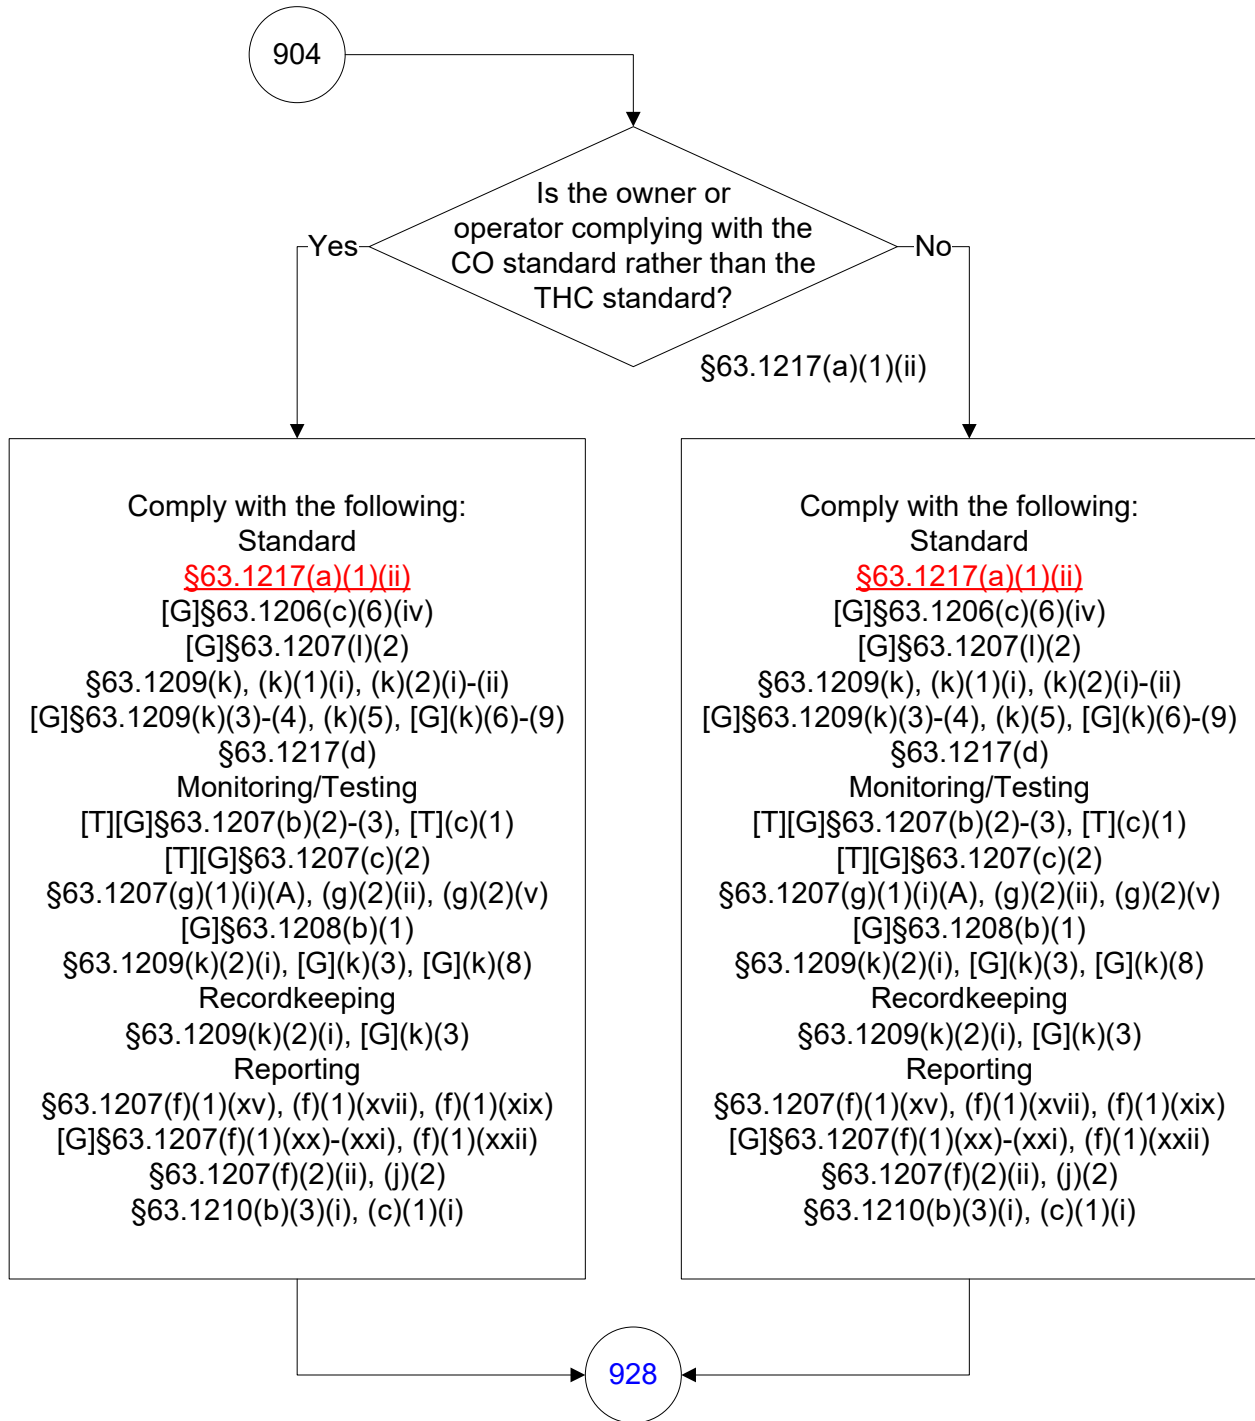 904
Is the owner or
operator complying with the
CO standard rather than the
THC standard?
Yes
No
§63.1217(a)(1)(ii)
Comply with the following:
Standard
§63.1217(a)(1)(ii)
[G]§63.1206(c)(6)(iv)
[G]§63.1207(l)(2)
§63.1209(k), (k)(1)(i), (k)(2)(i)-(ii)
[G]§63.1209(k)(3)-(4), (k)(5), [G](k)(6)-(9)
§63.1217(d)
Monitoring/Testing
[T][G]§63.1207(b)(2)-(3), [T](c)(1)
[T][G]§63.1207(c)(2)
§63.1207(g)(1)(i)(A), (g)(2)(ii), (g)(2)(v)
[G]§63.1208(b)(1)
§63.1209(k)(2)(i), [G](k)(3), [G](k)(8)
Recordkeeping
§63.1209(k)(2)(i), [G](k)(3)
Reporting
§63.1207(f)(1)(xv), (f)(1)(xvii), (f)(1)(xix)
[G]§63.1207(f)(1)(xx)-(xxi), (f)(1)(xxii)
§63.1207(f)(2)(ii), (j)(2)
§63.1210(b)(3)(i), (c)(1)(i)
Comply with the following:
Standard
§63.1217(a)(1)(ii)
[G]§63.1206(c)(6)(iv)
[G]§63.1207(l)(2)
§63.1209(k), (k)(1)(i), (k)(2)(i)-(ii)
[G]§63.1209(k)(3)-(4), (k)(5), [G](k)(6)-(9)
§63.1217(d)
Monitoring/Testing
[T][G]§63.1207(b)(2)-(3), [T](c)(1)
[T][G]§63.1207(c)(2)
§63.1207(g)(1)(i)(A), (g)(2)(ii), (g)(2)(v)
[G]§63.1208(b)(1)
§63.1209(k)(2)(i), [G](k)(3), [G](k)(8)
Recordkeeping
§63.1209(k)(2)(i), [G](k)(3)
Reporting
§63.1207(f)(1)(xv), (f)(1)(xvii), (f)(1)(xix)
[G]§63.1207(f)(1)(xx)-(xxi), (f)(1)(xxii)
§63.1207(f)(2)(ii), (j)(2)
§63.1210(b)(3)(i), (c)(1)(i)
928